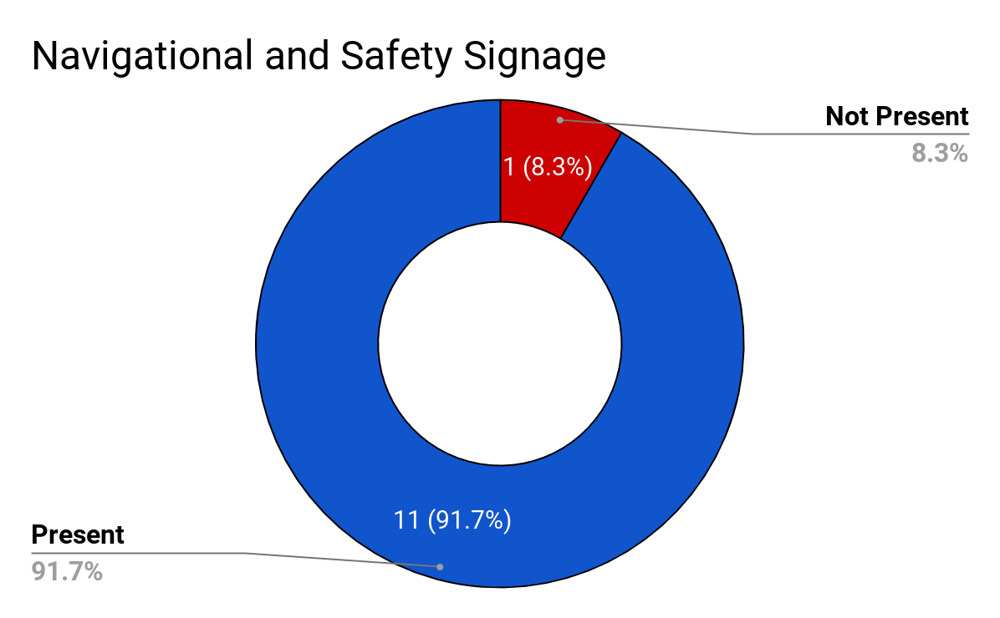 Navigational and Safety Signage
Not Present
8.3%
1 (8.3%)
11 (91.7%)
Present
91.7%